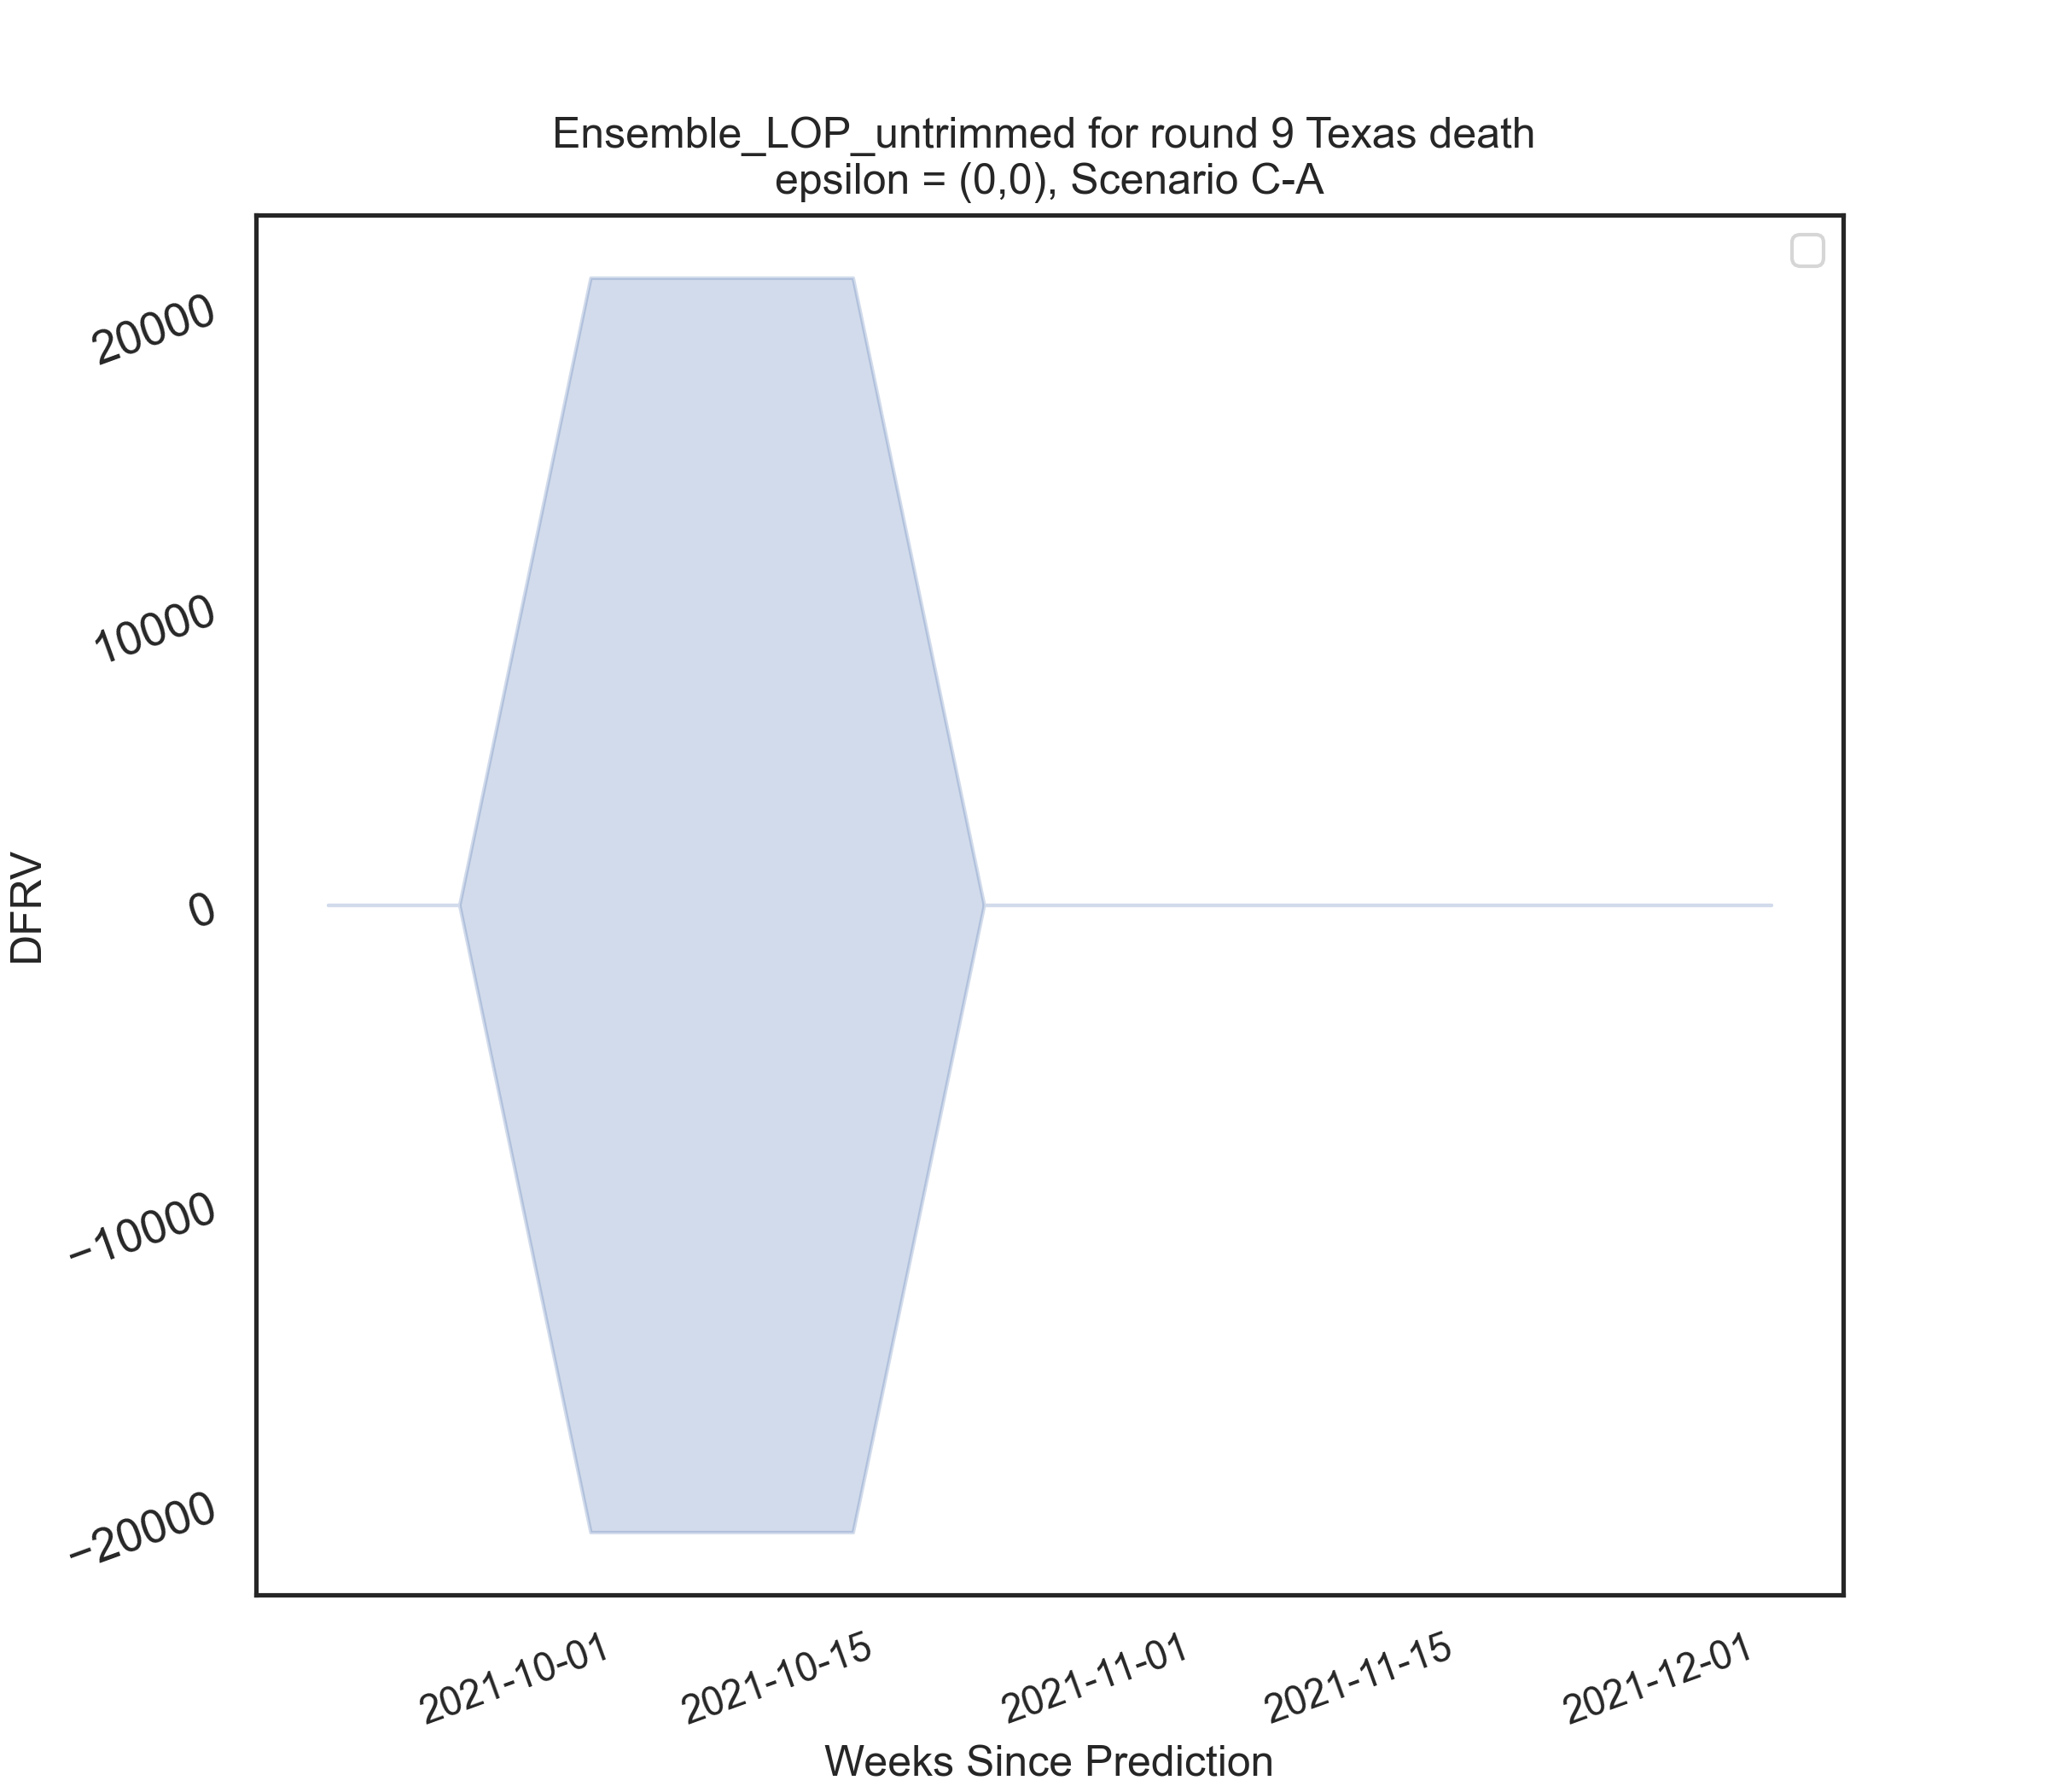 Ensemble_LOP_untrimmed for round 9 Texas death
epsilon = (0,0), Scenario C-A
20000
10000
0
−10000
−20000
DFRV
2021-10-01
2021-10-15
2021-11-01
2021-11-15
2021-12-01
Weeks Since Prediction